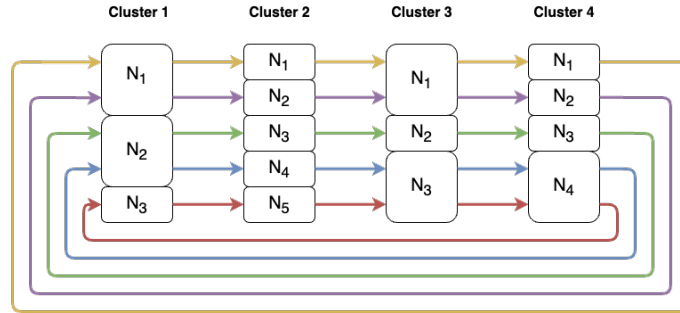 Cluster 1 Cluster 2 Cluster 3 Cluster 4
N₁ N₁ N₁ N₁
N₂ N₂
N₂ N₃ N₂ N₃
N₄ N₃ N₄
N₃ N₅